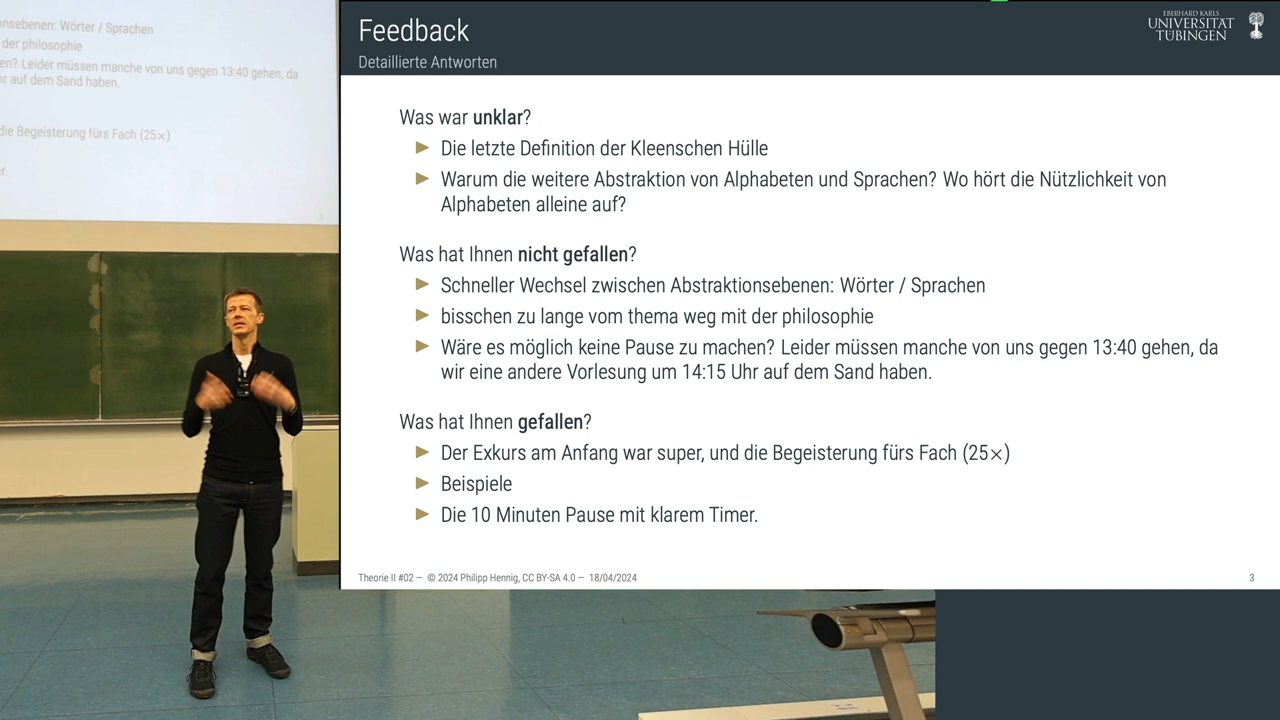 nsebenen: Wörter / Sprachen
der philosophie
en? Leider müssen manche von uns gegen 13:40 gehen, da
r auf dem Sand haben.
die Begeisterung fürs Fach (25×)
r.
Feedback
Detaillierte Antworten
EBERHARD KARLS
UNIVERSITÄT
TÜBINGEN
Was war unklar?
Die letzte Definition der Kleenschen Hülle
Warum die weitere Abstraktion von Alphabeten und Sprachen? Wo hört die Nützlichkeit von
Alphabeten alleine auf?
Was hat Ihnen nicht gefallen?
Schneller Wechsel zwischen Abstraktionsebenen: Wörter / Sprachen
bisschen zu lange vom thema weg mit der philosophie
Wäre es möglich keine Pause zu machen? Leider müssen manche von uns gegen 13:40 gehen, da
wir eine andere Vorlesung um 14:15 Uhr auf dem Sand haben.
Was hat Ihnen gefallen?
Der Exkurs am Anfang war super, und die Begeisterung fürs Fach (25×)
Beispiele
Die 10 Minuten Pause mit klarem Timer.
Theorie II #02 — © 2024 Philipp Hennig, CC BY-SA 4.0 — 18/04/2024
3